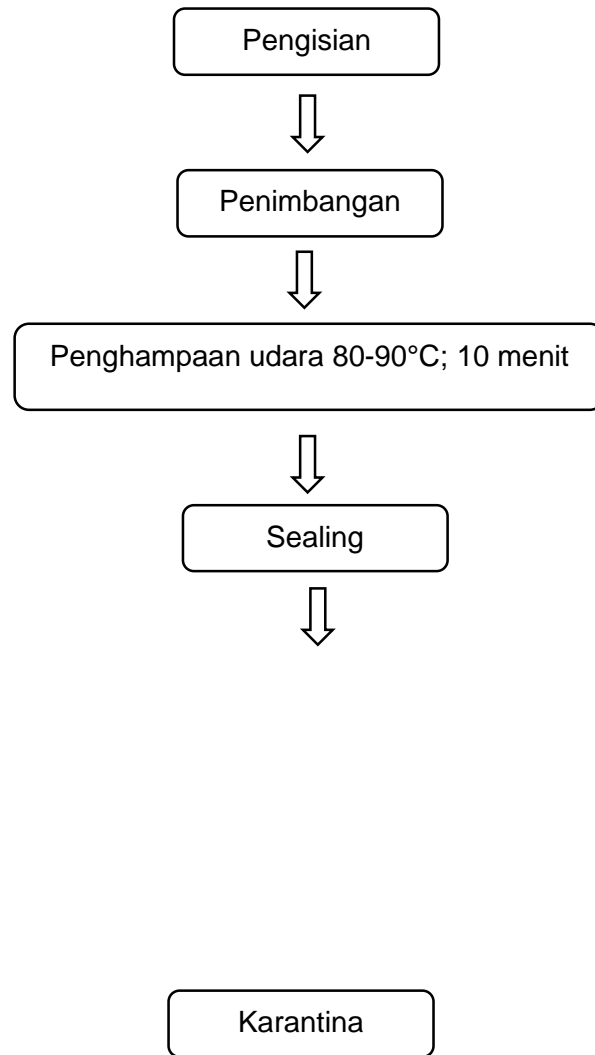 Pengisian
Penimbangan
Penghampaan udara 80-90°C; 10 menit
Sealing
Karantina